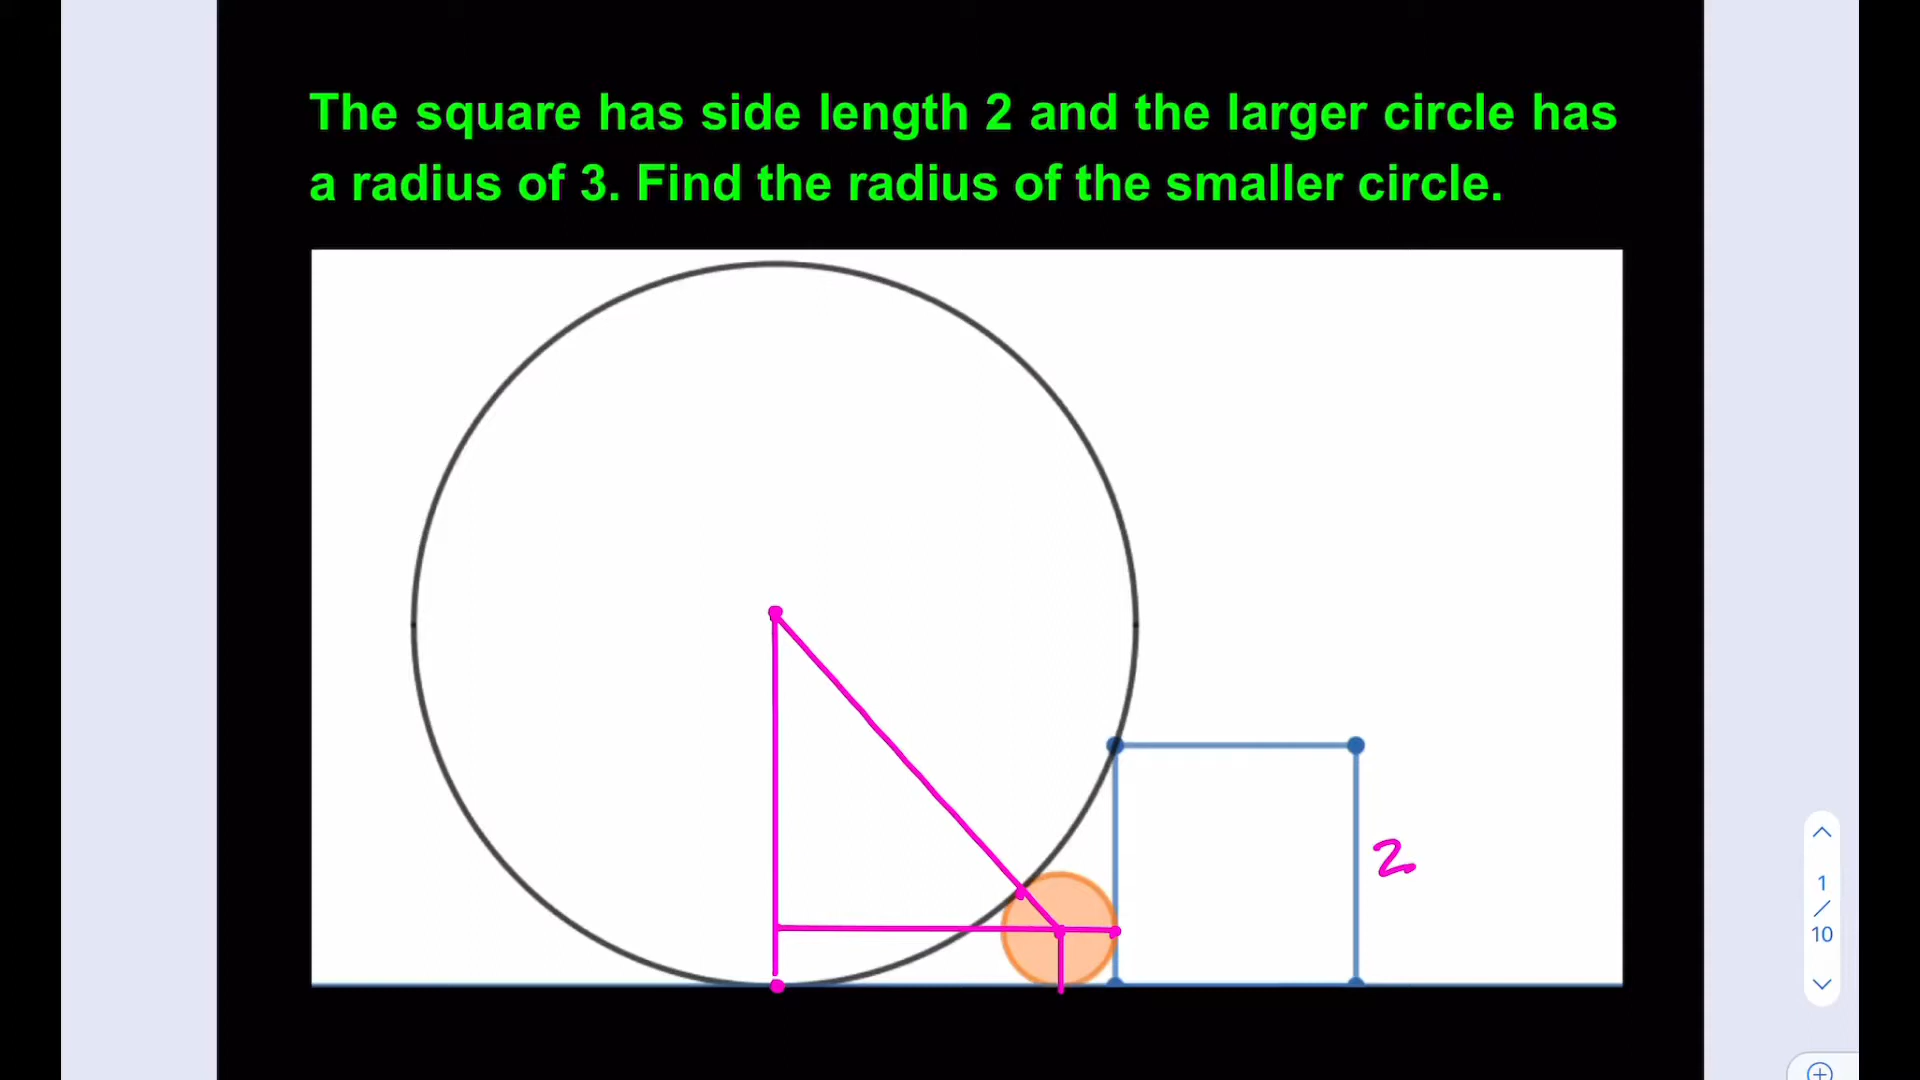 The square has side length 2 and the larger circle has
a radius of 3. Find the radius of the smaller circle.
2
1
/
10